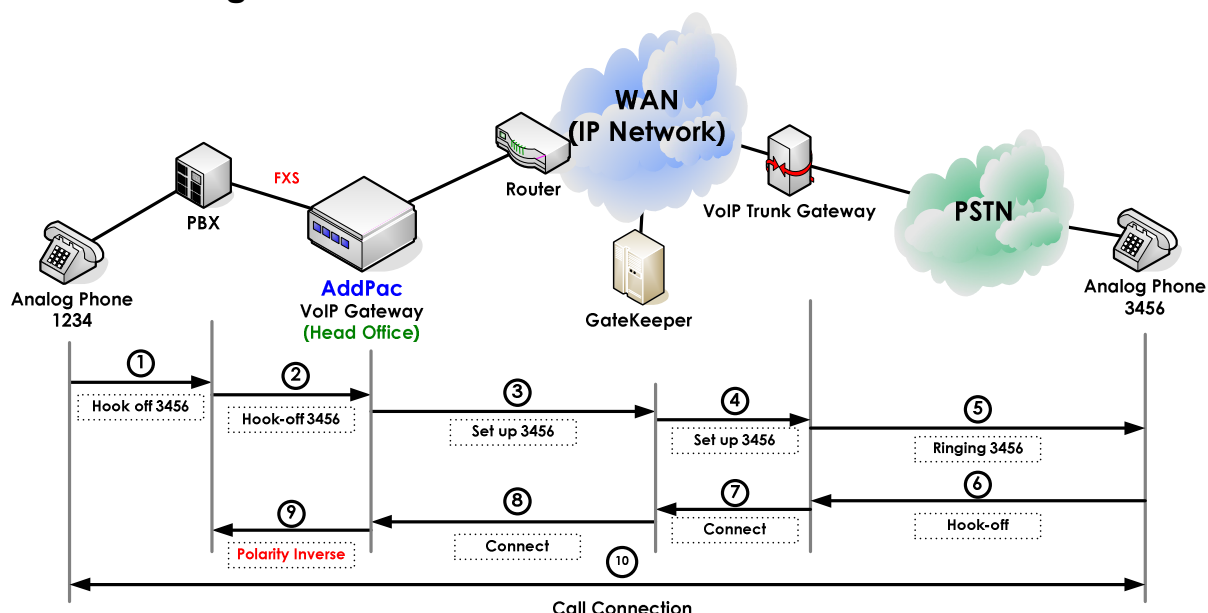 WAN
(IP Network)
FXS
PBX
Router
VoIP Trunk Gateway
PSTN
Analog Phone
1234
AddPac
VoIP Gateway
(Head Office)
GateKeeper
Analog Phone
3456
1
Hook off 3456
2
Hook-off 3456
3
Set up 3456
4
Set up 3456
5
Ringing 3456
6
Hook-off
7
Connect
8
Connect
9
Polarity Inverse
10
Call Connection